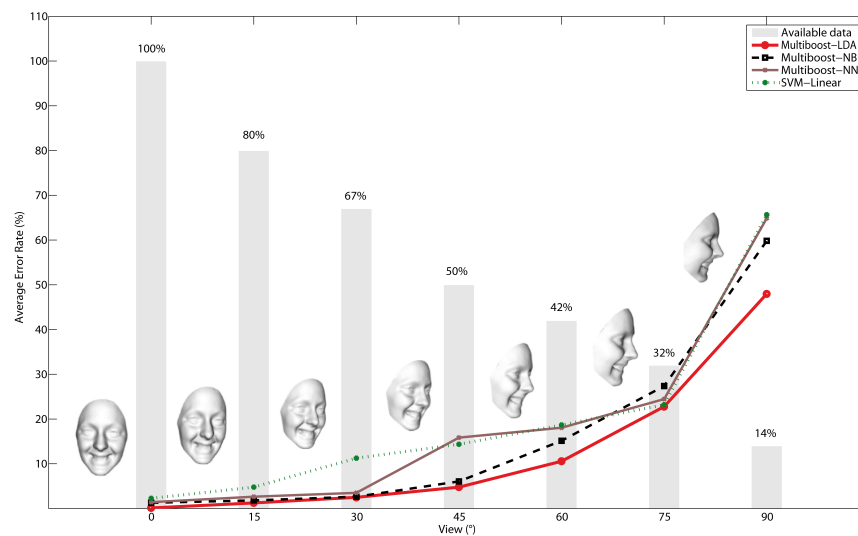 110
100
90
80
70
60
50
40
30
20
10
Average Error Rate (%)
100%
80%
67%
50%
42%
32%
14%
Available data
Multiboost−LDA
Multiboost−NB
Multiboost−NN
SVM−Linear
0 15 30 45 60 75 90
View (°)